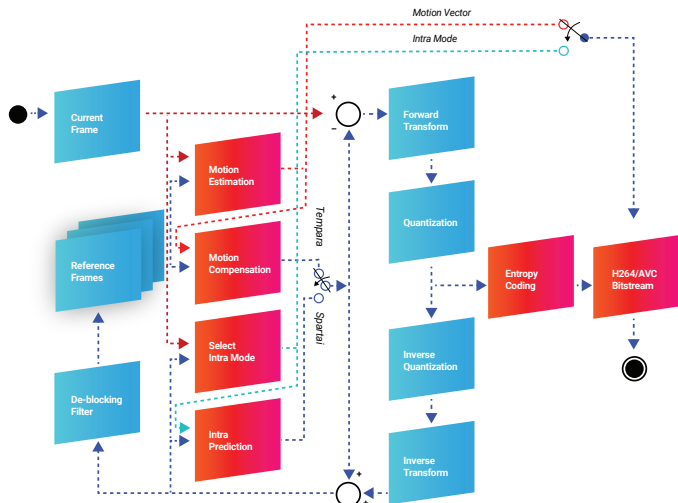 Motion Vector
Intra Mode
+
−
Current
Frame
Forward
Transform
Motion
Estimation
Quantization
Tempara
Reference
Frames
Motion
Compensation
Entropy
Coding
H264/AVC
Bitstream
Spartai
Select
Intra Mode
Inverse
Quantization
De-blocking
Filter
Intra
Prediction
Inverse
Transform
+
+